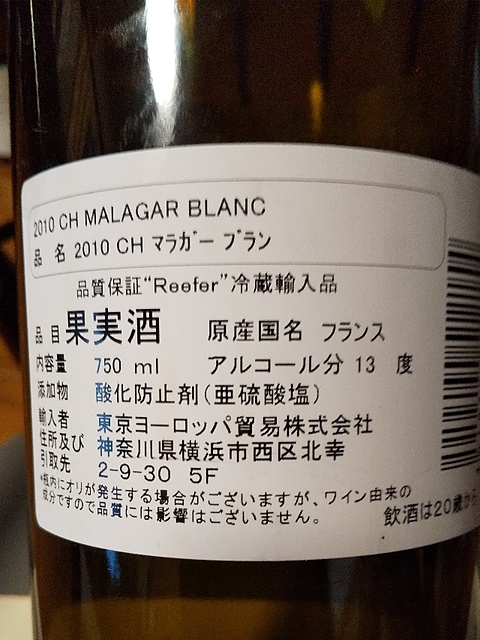 2010 CH MALAGAR BLANC
品 名 2010 CH マラガー ブラン
品質保証“Reefer”冷蔵輸入品
品目 果実酒 原産国名 フランス
内容量 750 ml アルコール分 13 度
添加物 酸化防止剤(亜硫酸塩)
輸入者 東京ヨーロッパ貿易株式会社
住所及び 神奈川県横浜市西区北幸
引取先 2-9-30 5F
*瓶内にオリが発生する場合がございますが、ワイン由来の
成分ですので品質には影響はございません。
飲酒は20歳から